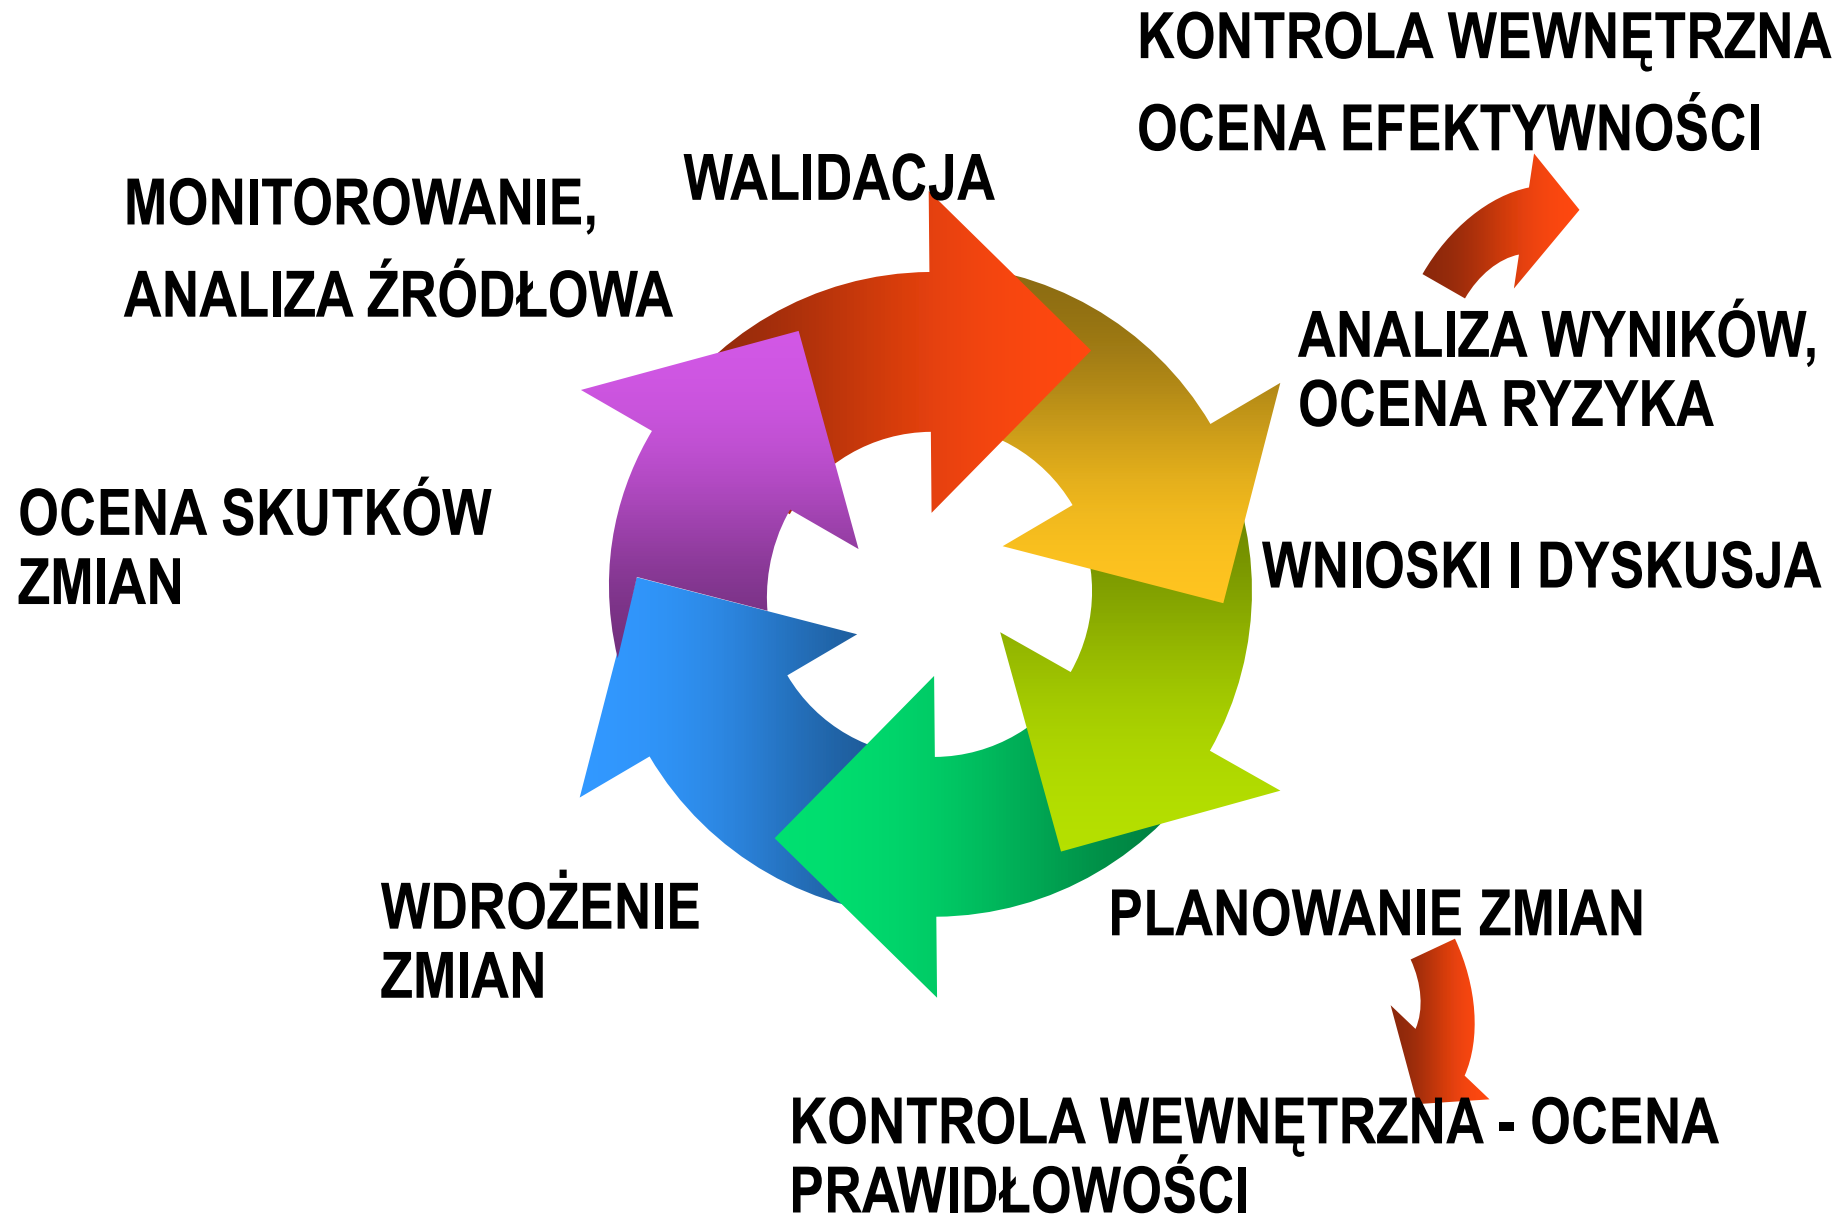 KONTROLA WEWNĘTRZNA
OCENA EFEKTYWNOŚCI
WALIDACJA
MONITOROWANIE,
ANALIZA ŹRÓDŁOWA
ANALIZA WYNIKÓW,
OCENA RYZYKA
OCENA SKUTKÓW
ZMIAN
WNIOSKI I DYSKUSJA
WDROŻENIE
ZMIAN
PLANOWANIE ZMIAN
KONTROLA WEWNĘTRZNA - OCENA
PRAWIDŁOWOŚCI